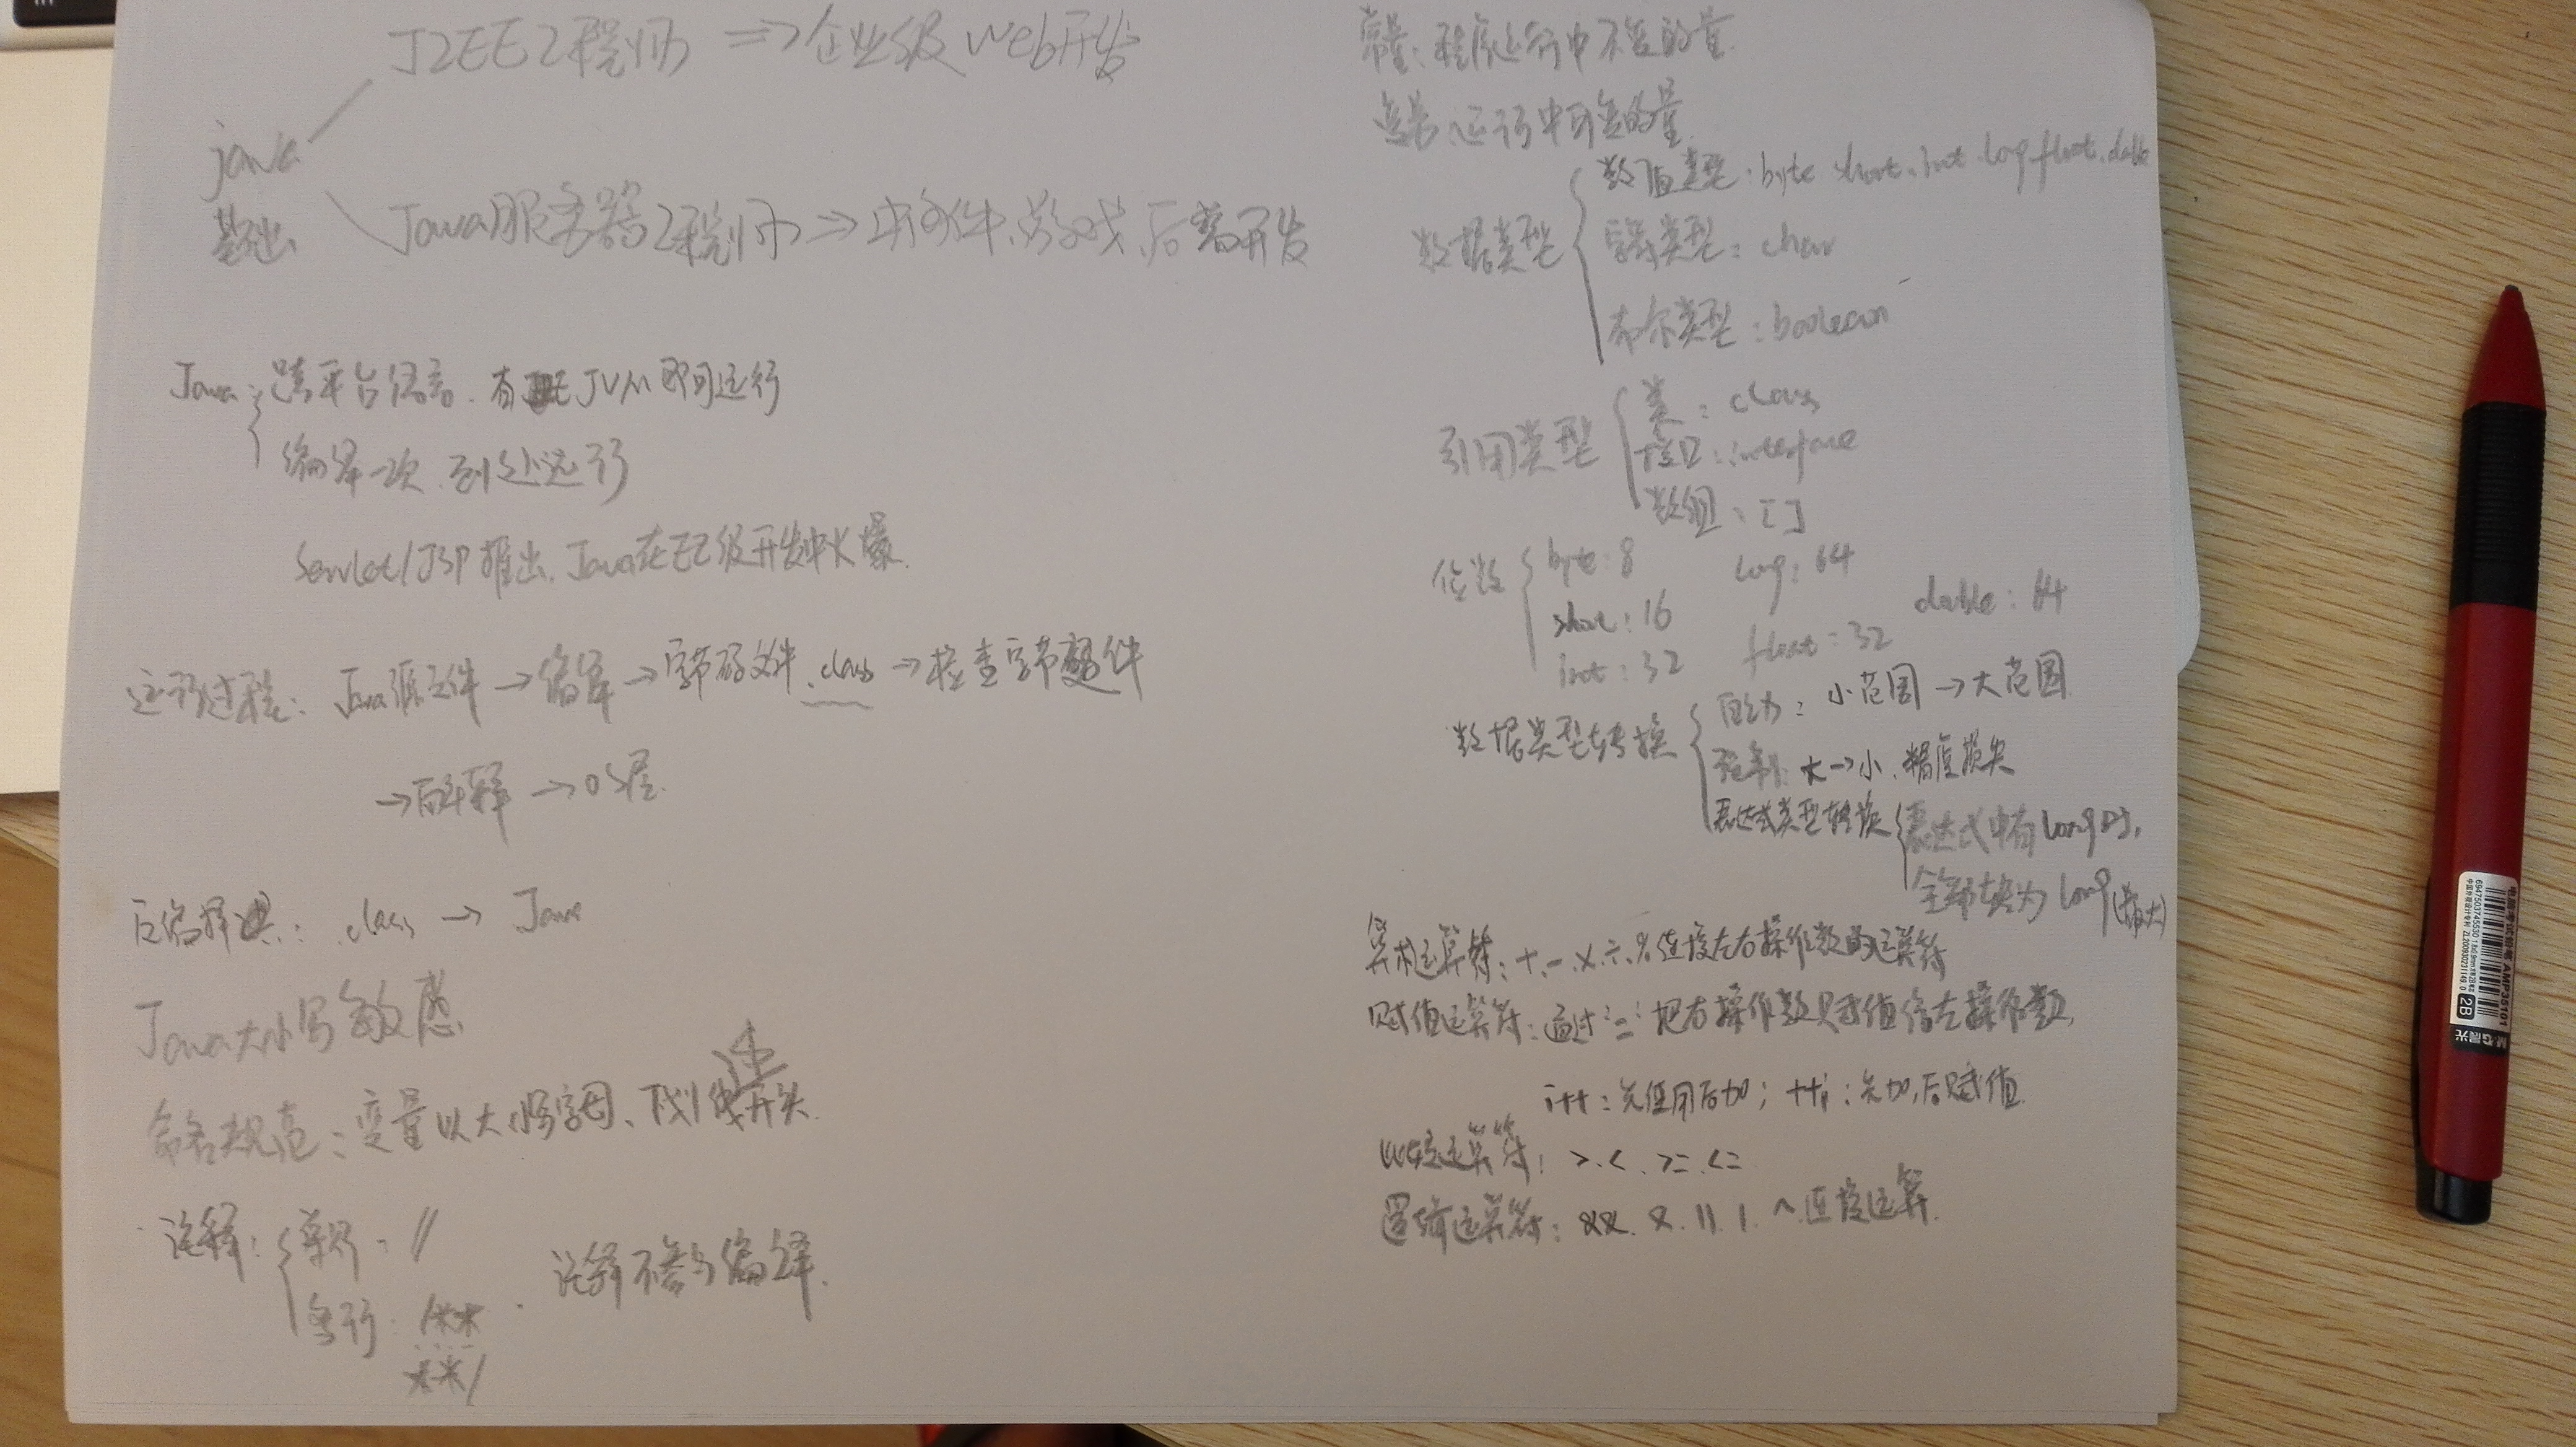 J2EE工程师 => 企业级web开发
java
基础
Java服务器工程师 => 中间件、游戏、后台开发
Java: 跨平台语言. 有JVM即可运行
编译一次. 到处运行
Servlet/JSP推出. Java在EE级开发中火爆.
运行过程: Java源文件 → 编译 → 字节码文件.class → 检查字节码文件
→ 解释 → OS层.
反编译: .class → Java
Java大小写敏感
命名规范: 变量以大小写字母、下划线开头.
注释: 单行: //
多行: /**
....
**/
注释不参与编译.
常量: 程序运行中不变的量.
变量: 运行中可变的量.
数据类型
数值类型: byte. short. int. long. float. double
字符类型: char
布尔类型: boolean
引用类型
类: class
接口: interface
数组: []
位数
byte: 8 long: 64
short: 16 double: 64
int: 32 float: 32
数据类型转换
自动: 小范围 → 大范围.
强制: 大→小. 精度损失
表达式类型转换 表达式中有long时,
全部转为long(最大)
算术运算符: +. -. ×. ÷. % 连接左右操作数的运算符
赋值运算符: 通过"="把右操作数赋值给左操作数.
i++: 先使用后加; ++i: 先加,后赋值.
比较运算符: >. <. >=. <=
逻辑运算符: &&. &. ||. |. ^. 连接运算.
M&G晨光
2B
AMP35101
6947503745530